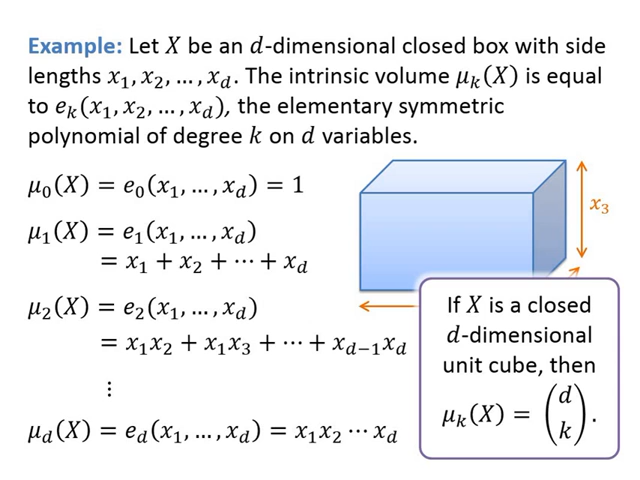 Example: Let X be an d-dimensional closed box with side
lengths x₁, x₂, …, x_d. The intrinsic volume μₖ(X) is equal
to eₖ(x₁, x₂, …, x_d), the elementary symmetric
polynomial of degree k on d variables.
μ₀(X) = e₀(x₁, …, x_d) = 1
μ₁(X) = e₁(x₁, …, x_d)
= x₁ + x₂ + ⋯ + x_d
μ₂(X) = e₂(x₁, …, x_d)
= x₁x₂ + x₁x₃ + ⋯ + x_{d−1}x_d
⋮
μ_d(X) = e_d(x₁, …, x_d) = x₁x₂ ⋯ x_d
x₃
If X is a closed
d-dimensional
unit cube, then
μₖ(X) = (d k).